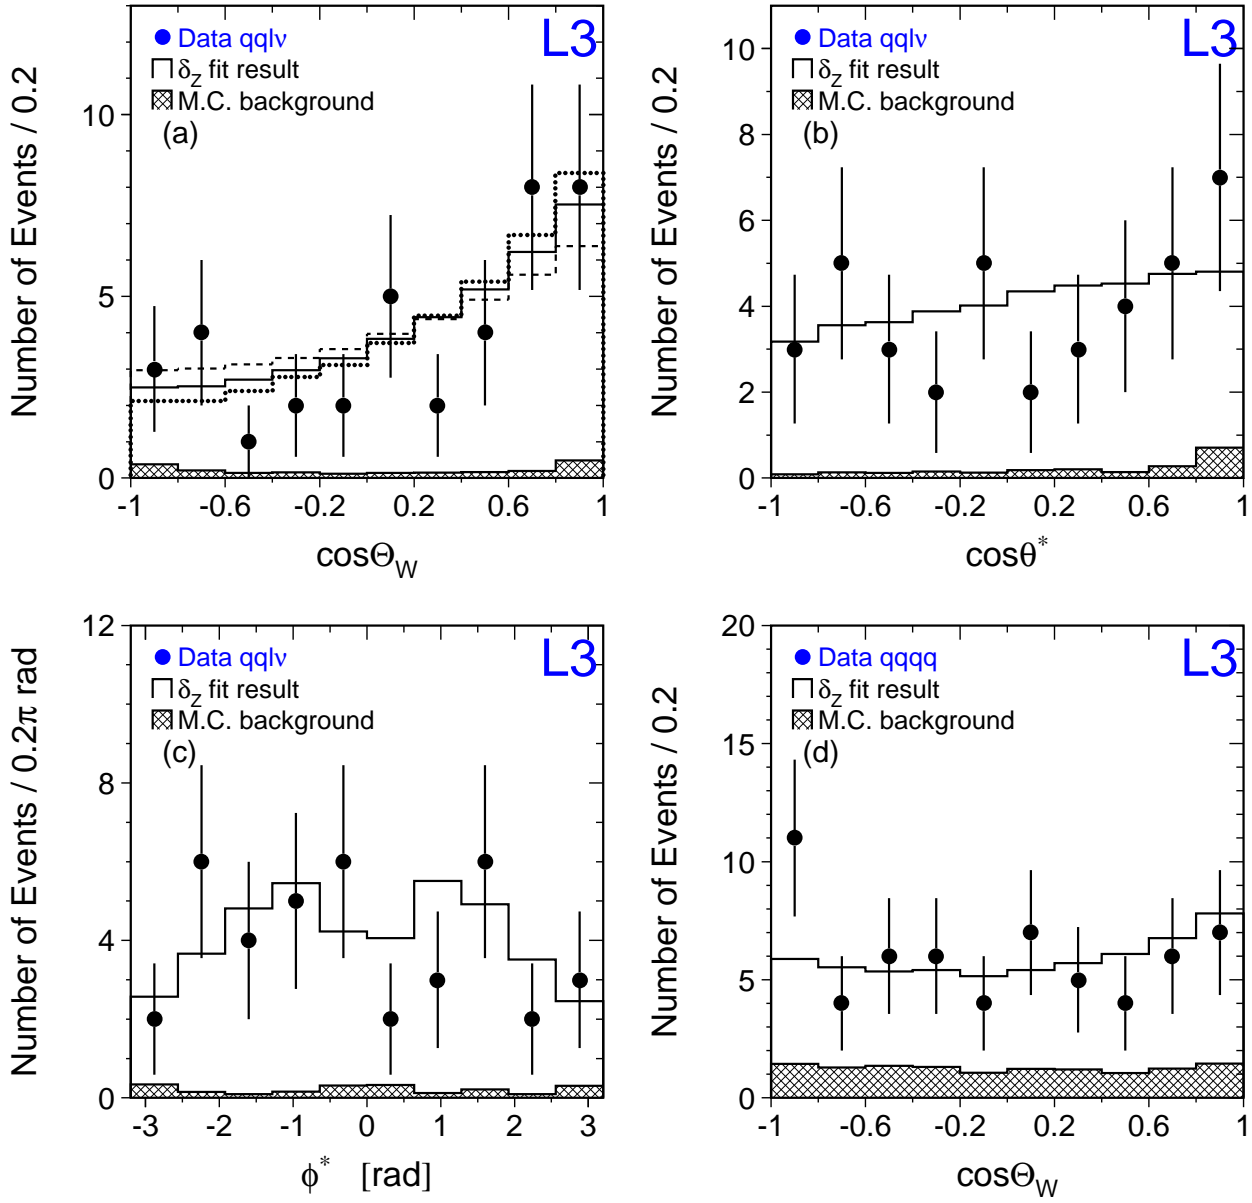 L3
Data qqlν
δZ fit result
M.C. background
(a)
Number of Events / 0.2
10
5
0
-1 -0.6 -0.2 0.2 0.6 1
cosΘW
L3
Data qqlν
δZ fit result
M.C. background
(b)
Number of Events / 0.2
10
8
6
4
2
0
-1 -0.6 -0.2 0.2 0.6 1
cosθ*
L3
Data qqlν
δZ fit result
M.C. background
(c)
Number of Events / 0.2π rad
12
8
4
0
-3 -2 -1 0 1 2 3
ϕ* [rad]
L3
Data qqqq
δZ fit result
M.C. background
(d)
Number of Events / 0.2
20
15
10
5
0
-1 -0.6 -0.2 0.2 0.6 1
cosΘW